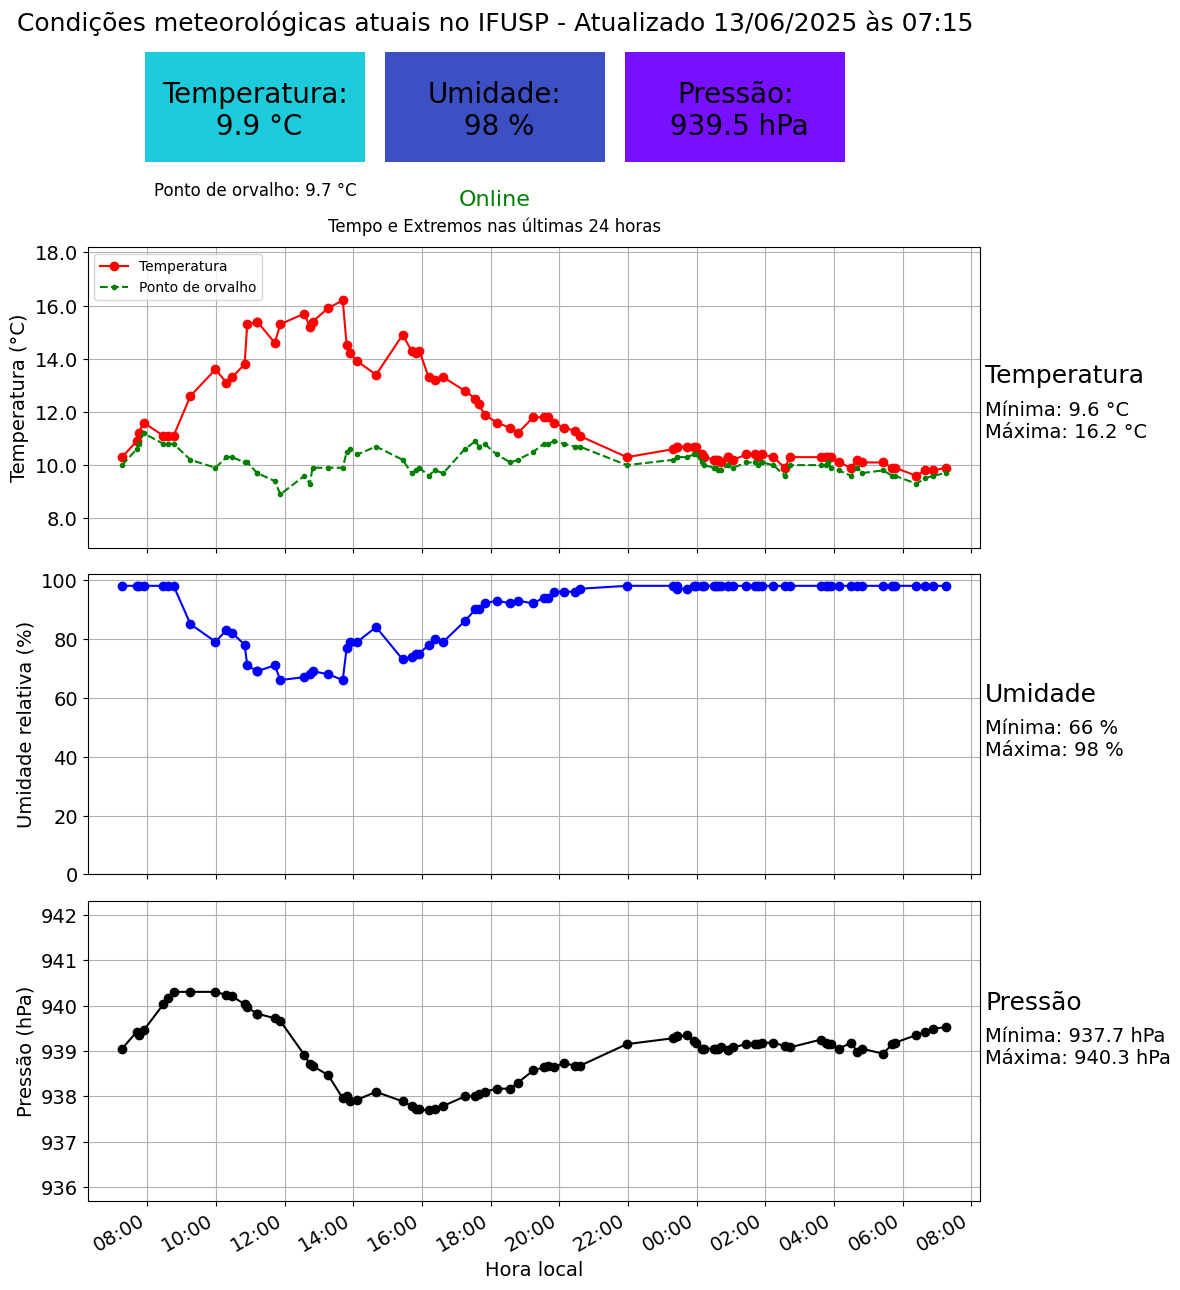 Condições meteorológicas atuais no IFUSP - Atualizado 13/06/2025 às 07:15
Temperatura:
9.9 °C
Umidade:
98 %
Pressão:
939.5 hPa
Ponto de orvalho: 9.7 °C
Online
Tempo e Extremos nas últimas 24 horas
18.0
16.0
14.0
12.0
10.0
8.0
Temperatura (°C)
Temperatura
Ponto de orvalho
Temperatura
Mínima: 9.6 °C
Máxima: 16.2 °C
100
80
60
40
20
0
Umidade relativa (%)
Umidade
Mínima: 66 %
Máxima: 98 %
942
941
940
939
938
937
936
Pressão (hPa)
Pressão
Mínima: 937.7 hPa
Máxima: 940.3 hPa
08:00
10:00
12:00
14:00
16:00
18:00
20:00
22:00
00:00
02:00
04:00
06:00
08:00
Hora local